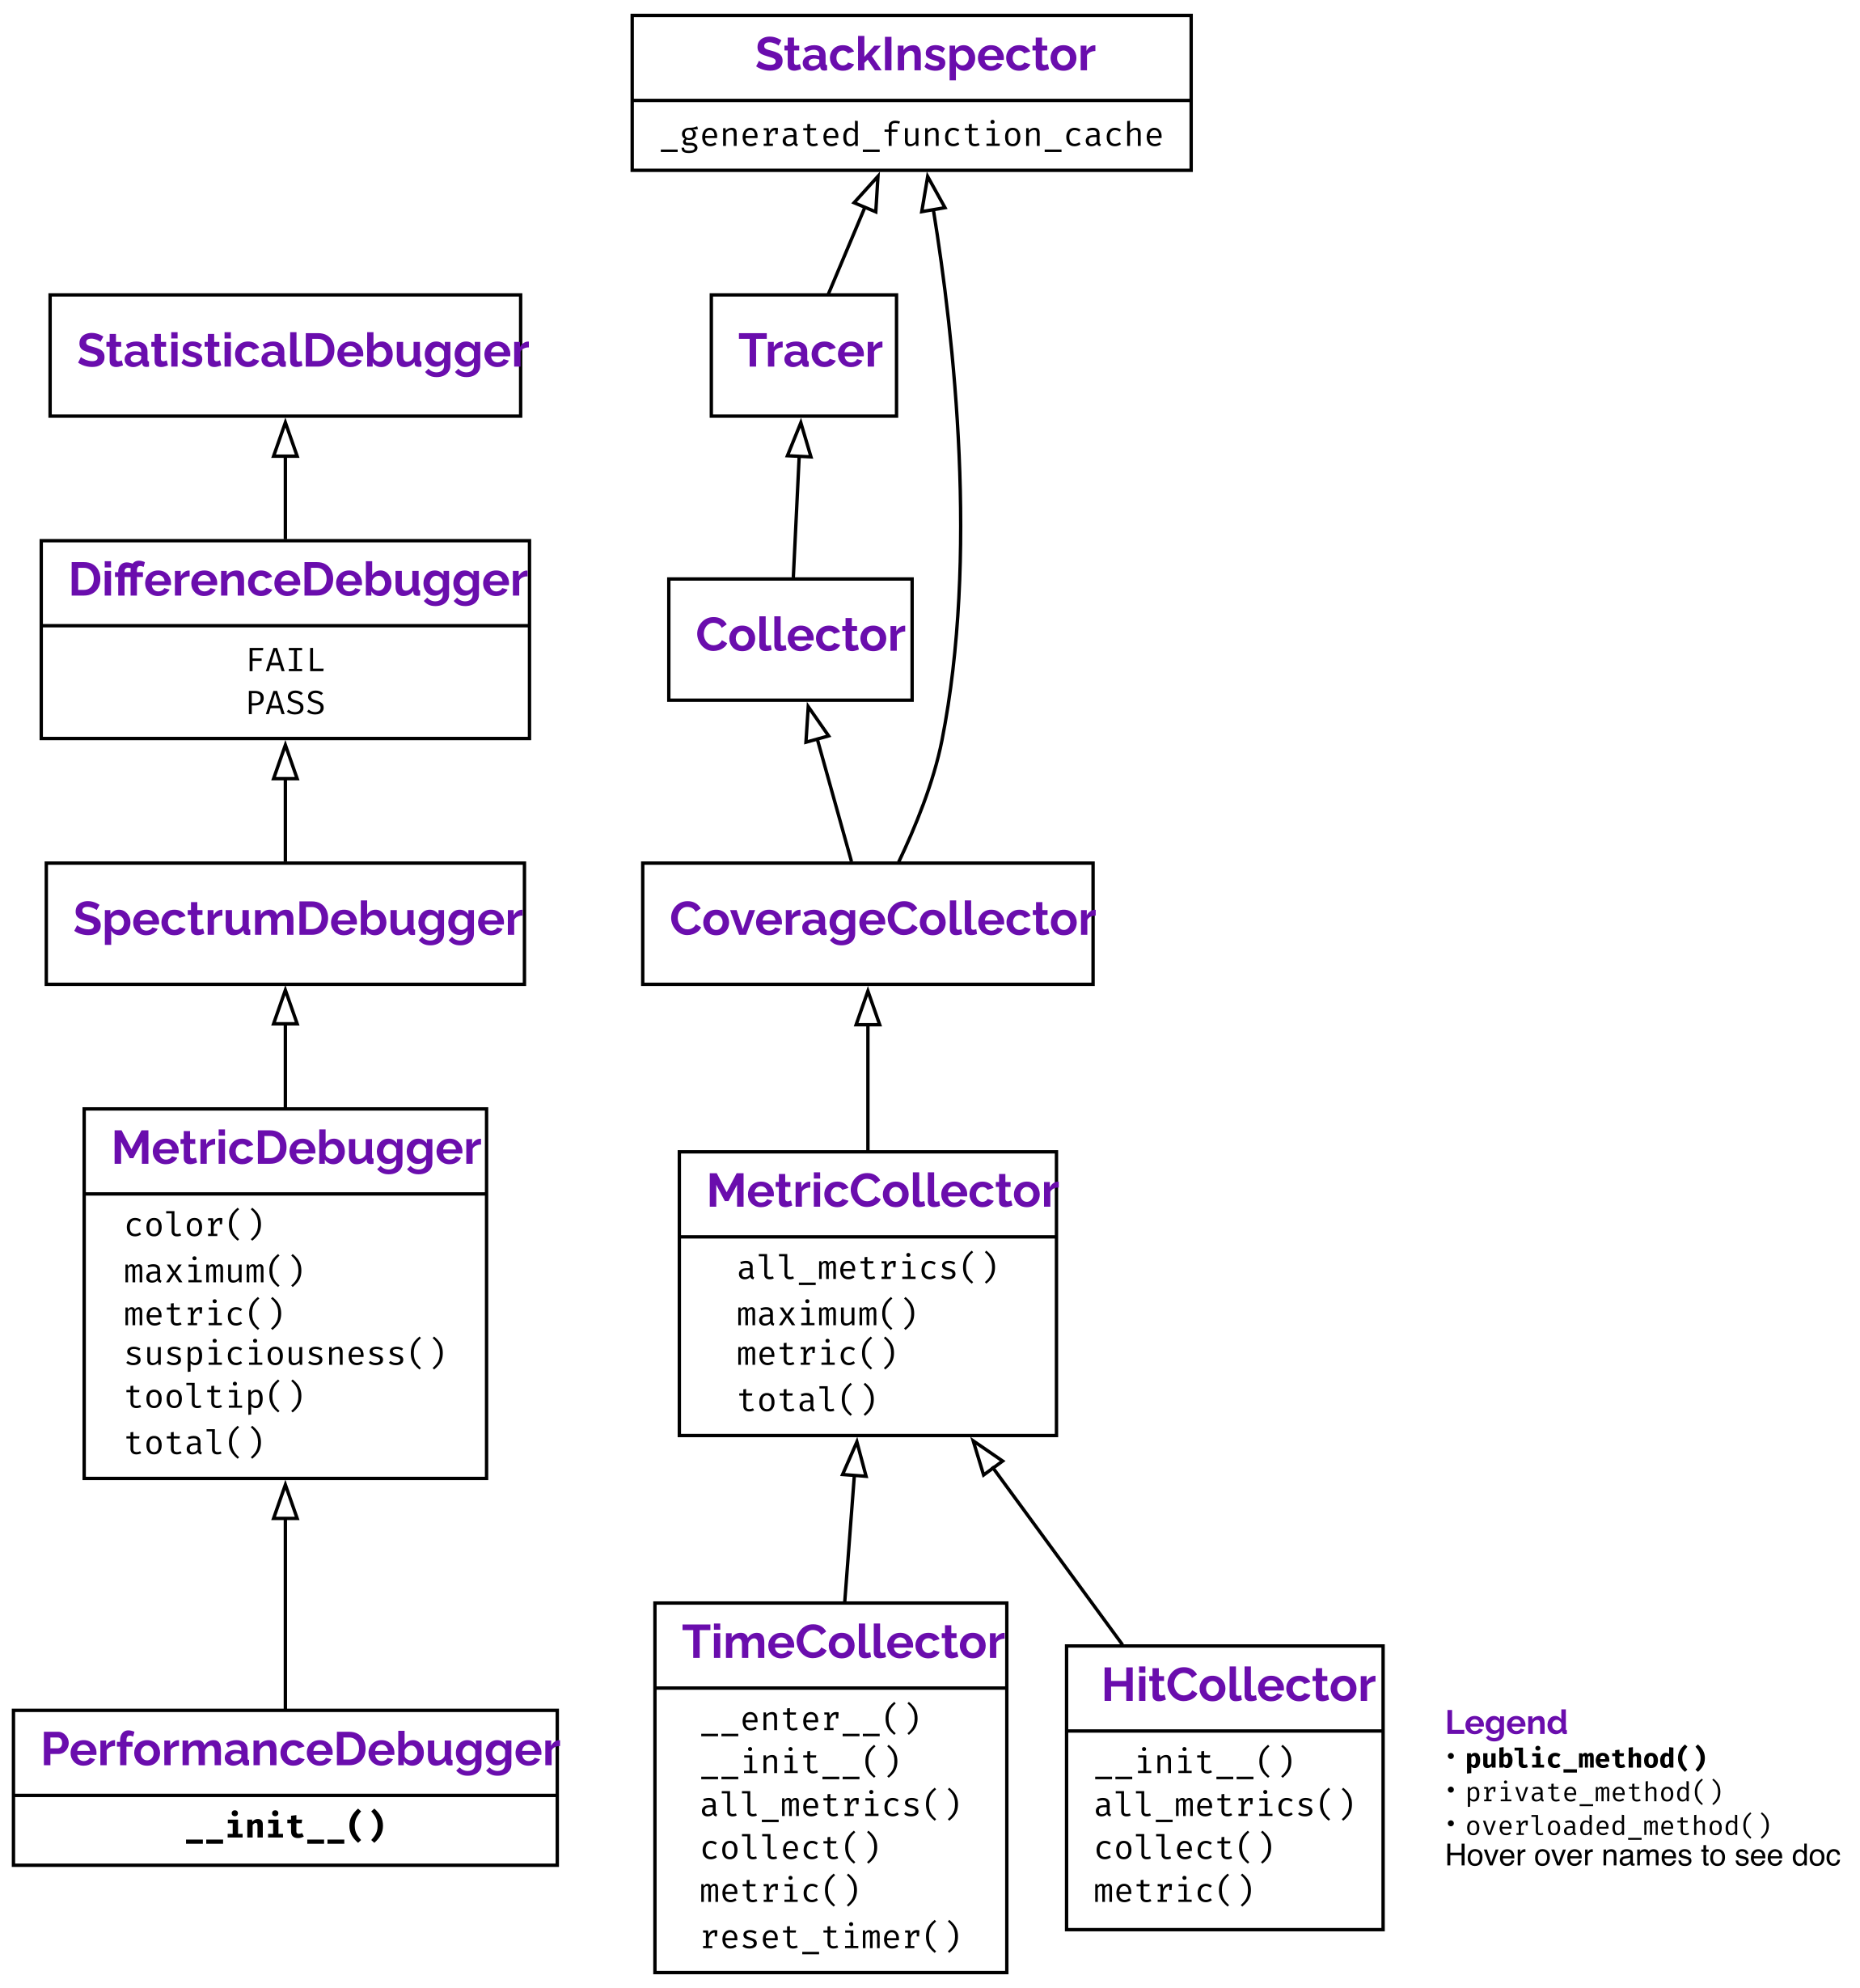 StackInspector
_generated_function_cache
StatisticalDebugger
Tracer
DifferenceDebugger
FAIL
PASS
Collector
SpectrumDebugger
CoverageCollector
MetricDebugger
color()
maximum()
metric()
suspiciousness()
tooltip()
total()
MetricCollector
all_metrics()
maximum()
metric()
total()
PerformanceDebugger
__init__()
TimeCollector
__enter__()
__init__()
all_metrics()
collect()
metric()
reset_timer()
HitCollector
__init__()
all_metrics()
collect()
metric()
Legend
• public_method()
• private_method()
• overloaded_method()
Hover over names to see doc